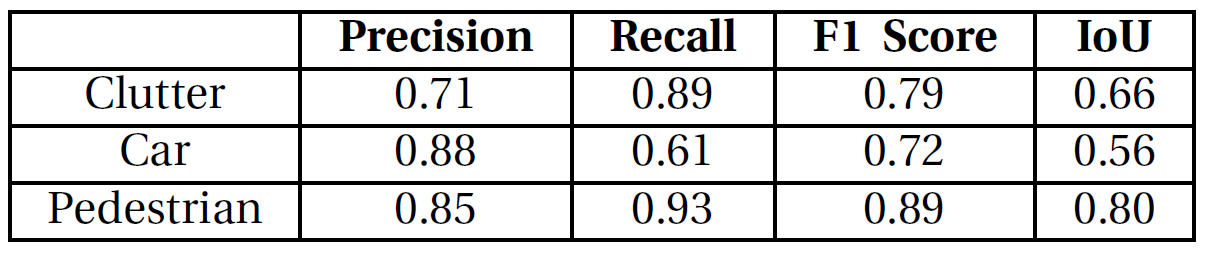 Precision Recall F1 Score IoU
Clutter 0.71 0.89 0.79 0.66
Car 0.88 0.61 0.72 0.56
Pedestrian 0.85 0.93 0.89 0.80